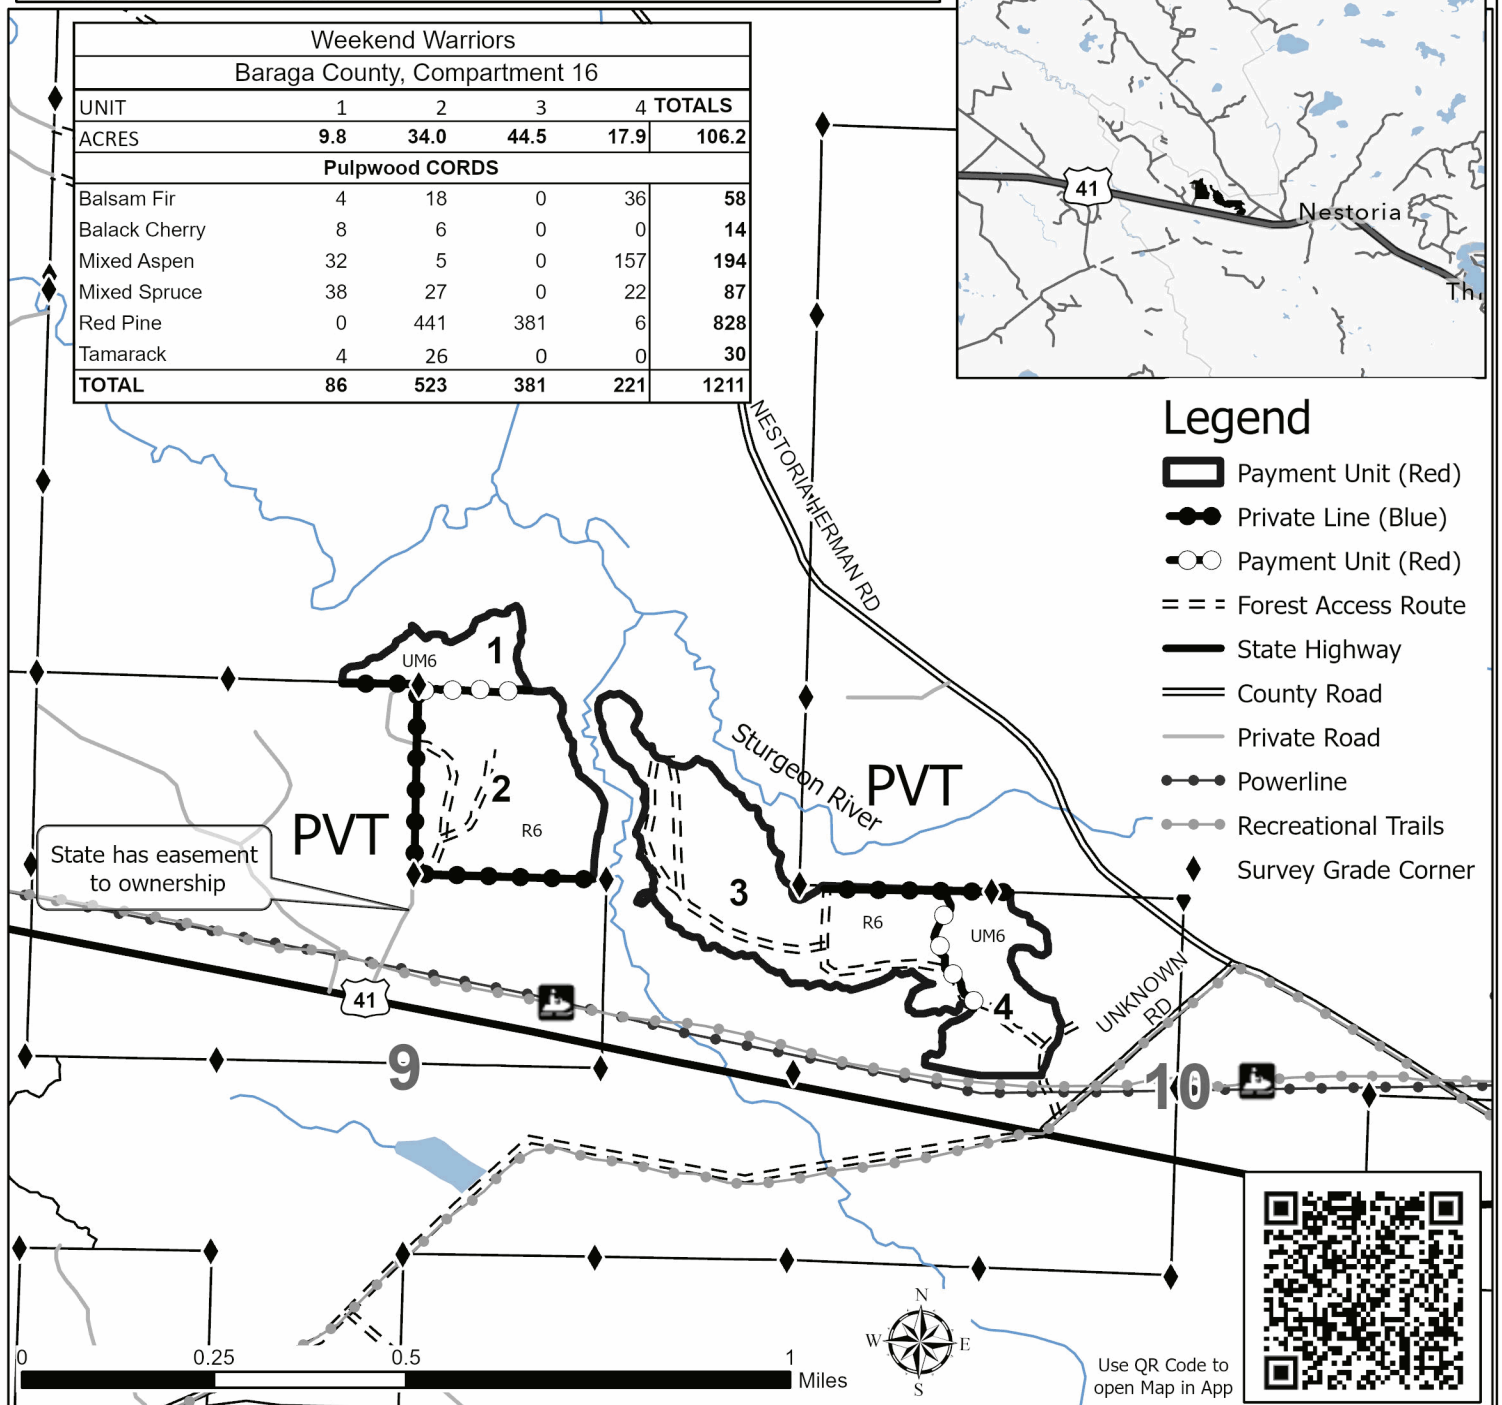 Weekend Warriors
Baraga County, Compartment 16
UNIT 1 2 3 4 TOTALS
ACRES 9.8 34.0 44.5 17.9 106.2
Pulpwood CORDS
Balsam Fir 4 18 0 36 58
Balack Cherry 8 6 0 0 14
Mixed Aspen 32 5 0 157 194
Mixed Spruce 38 27 0 22 87
Red Pine 0 441 381 6 828
Tamarack 4 26 0 0 30
TOTAL 86 523 381 221 1211
41
Nestoria
Th
Legend
Payment Unit (Red)
Private Line (Blue)
Payment Unit (Red)
Forest Access Route
State Highway
County Road
Private Road
Powerline
Recreational Trails
Survey Grade Corner
NESTORIA HERMAN RD
1
UM6
2
R6
PVT
Sturgeon River
PVT
State has easement
to ownership
3
R6
UM6
4
UNKNOWN
RD
41
9
10
N
W E
S
0 0.25 0.5 1
Miles
Use QR Code to
open Map in App